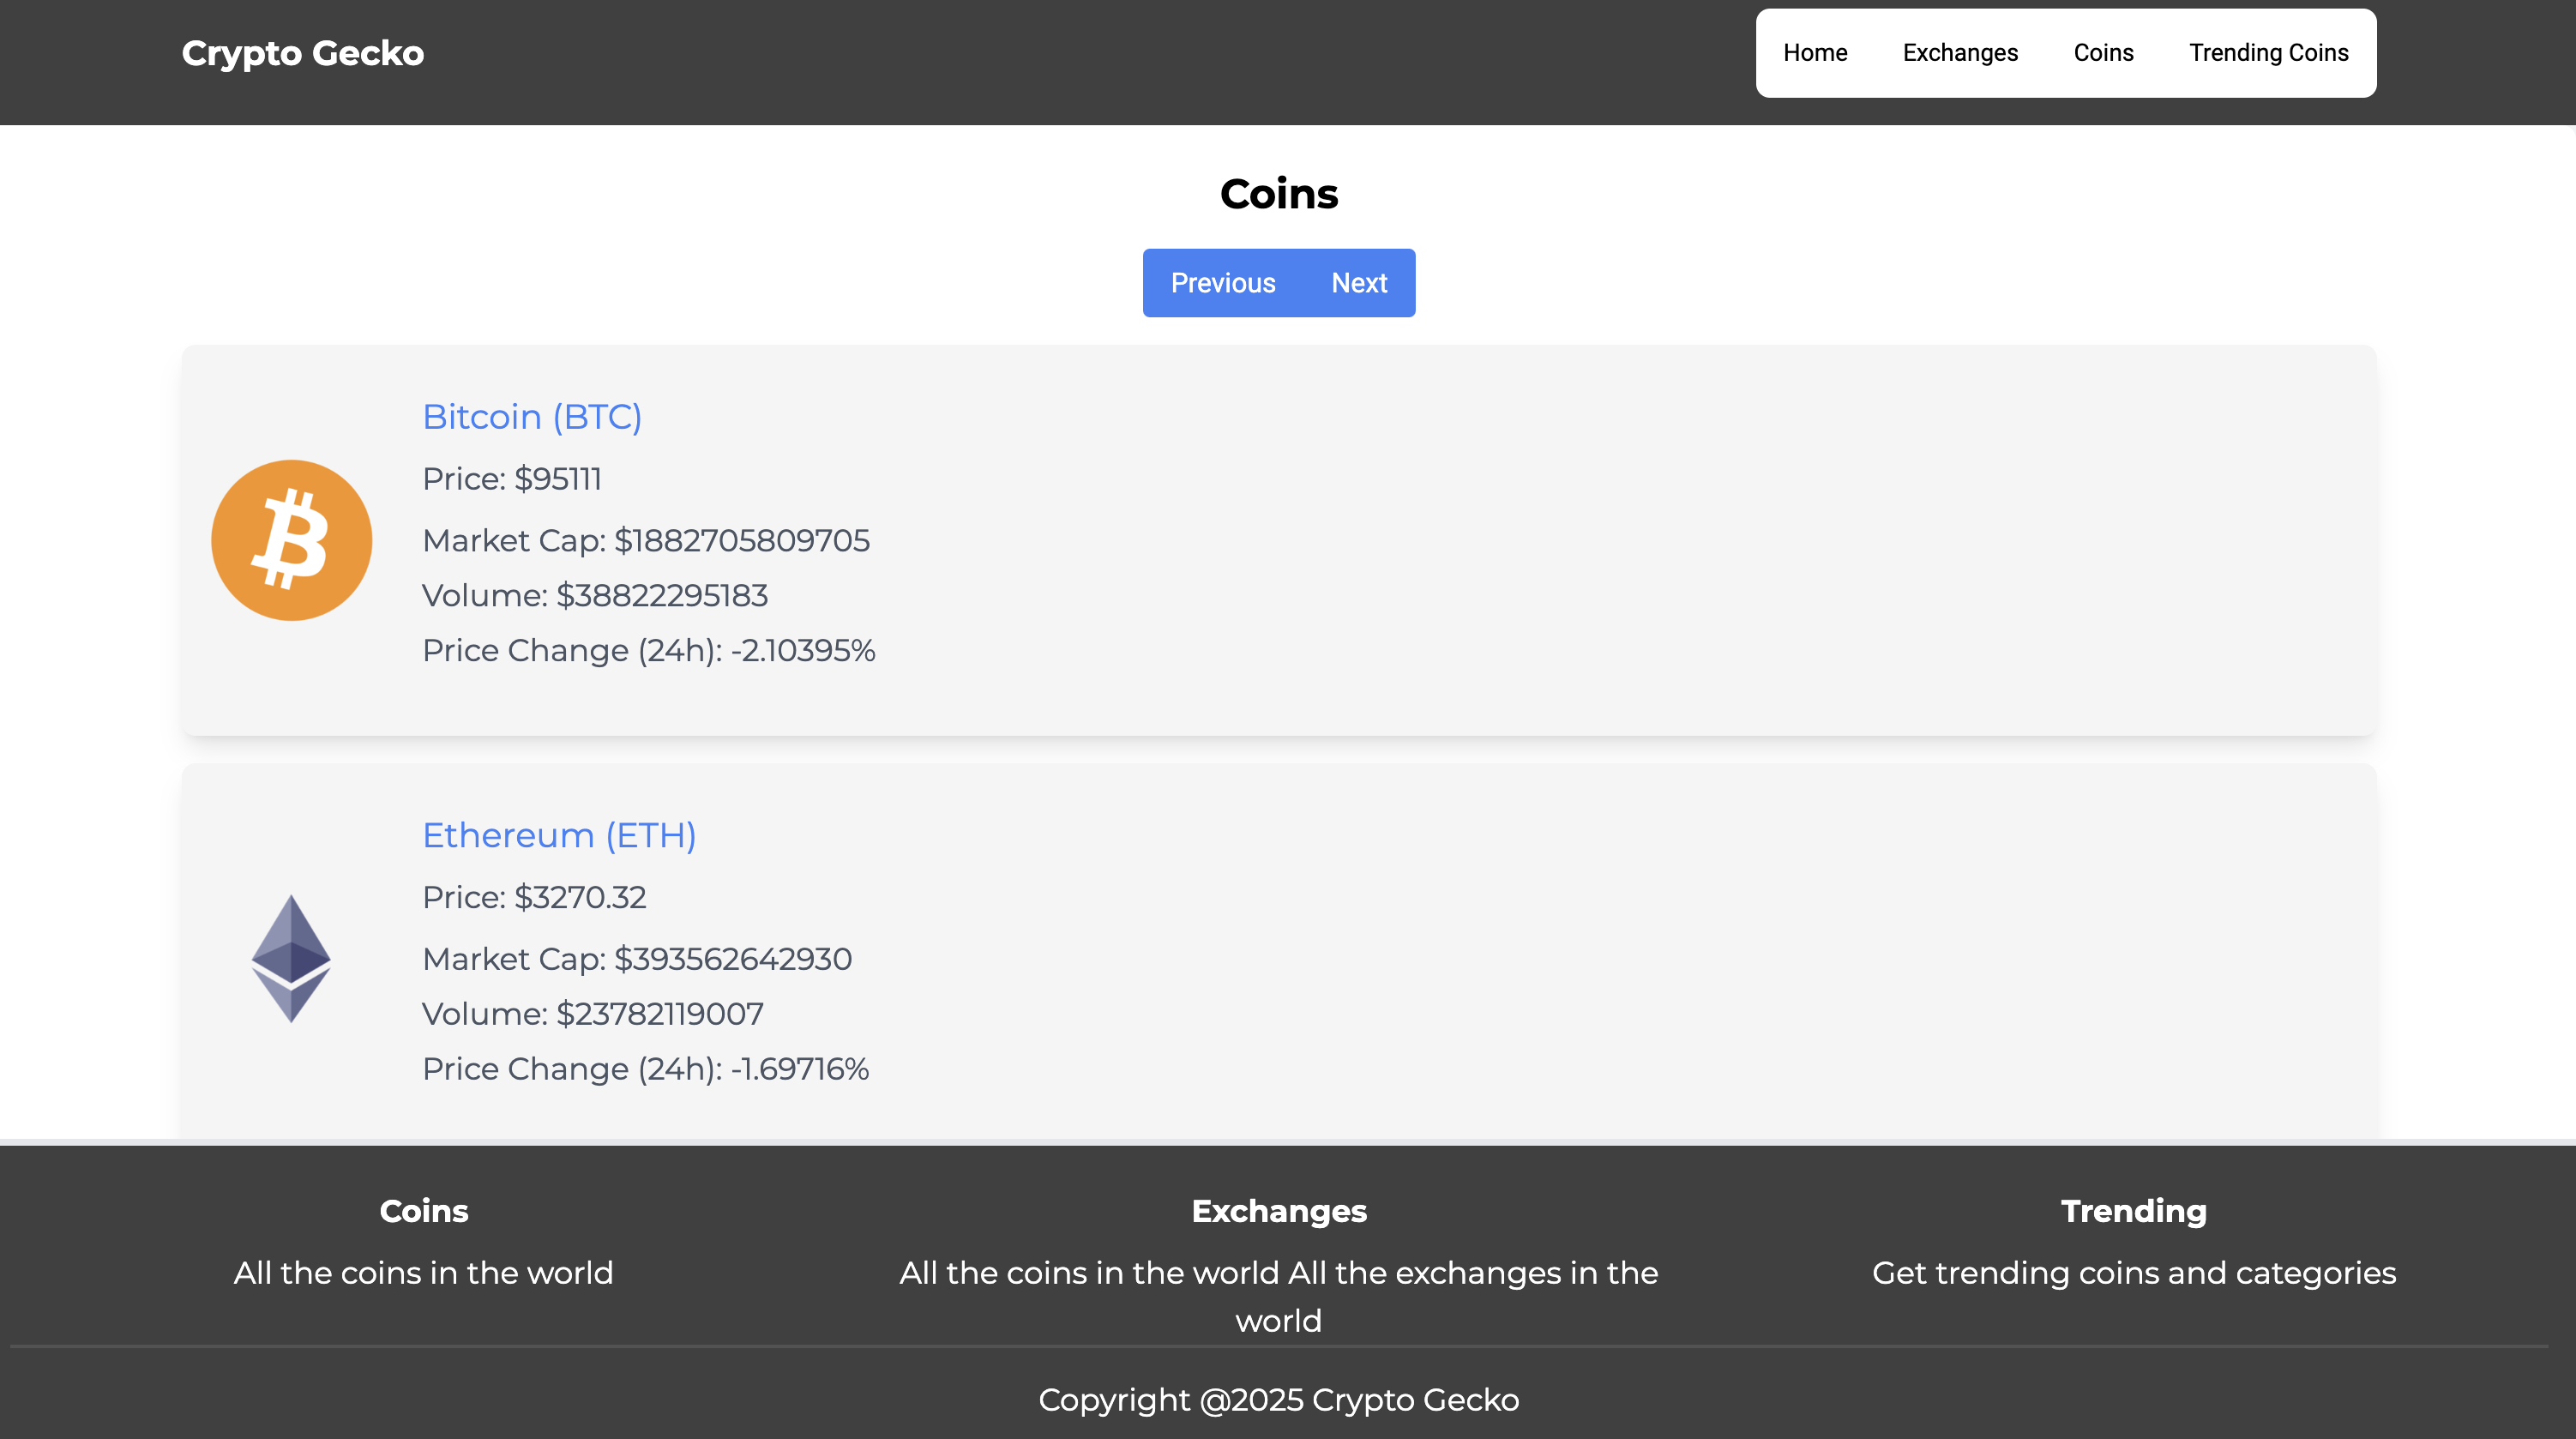 Crypto Gecko
Home Exchanges Coins Trending Coins
Coins
Previous Next
Bitcoin (BTC)
Price: $95111
Market Cap: $1882705809705
Volume: $38822295183
Price Change (24h): -2.10395%
Ethereum (ETH)
Price: $3270.32
Market Cap: $393562642930
Volume: $23782119007
Price Change (24h): -1.69716%
Coins
All the coins in the world
Exchanges
All the coins in the world All the exchanges in the
world
Trending
Get trending coins and categories
Copyright @2025 Crypto Gecko